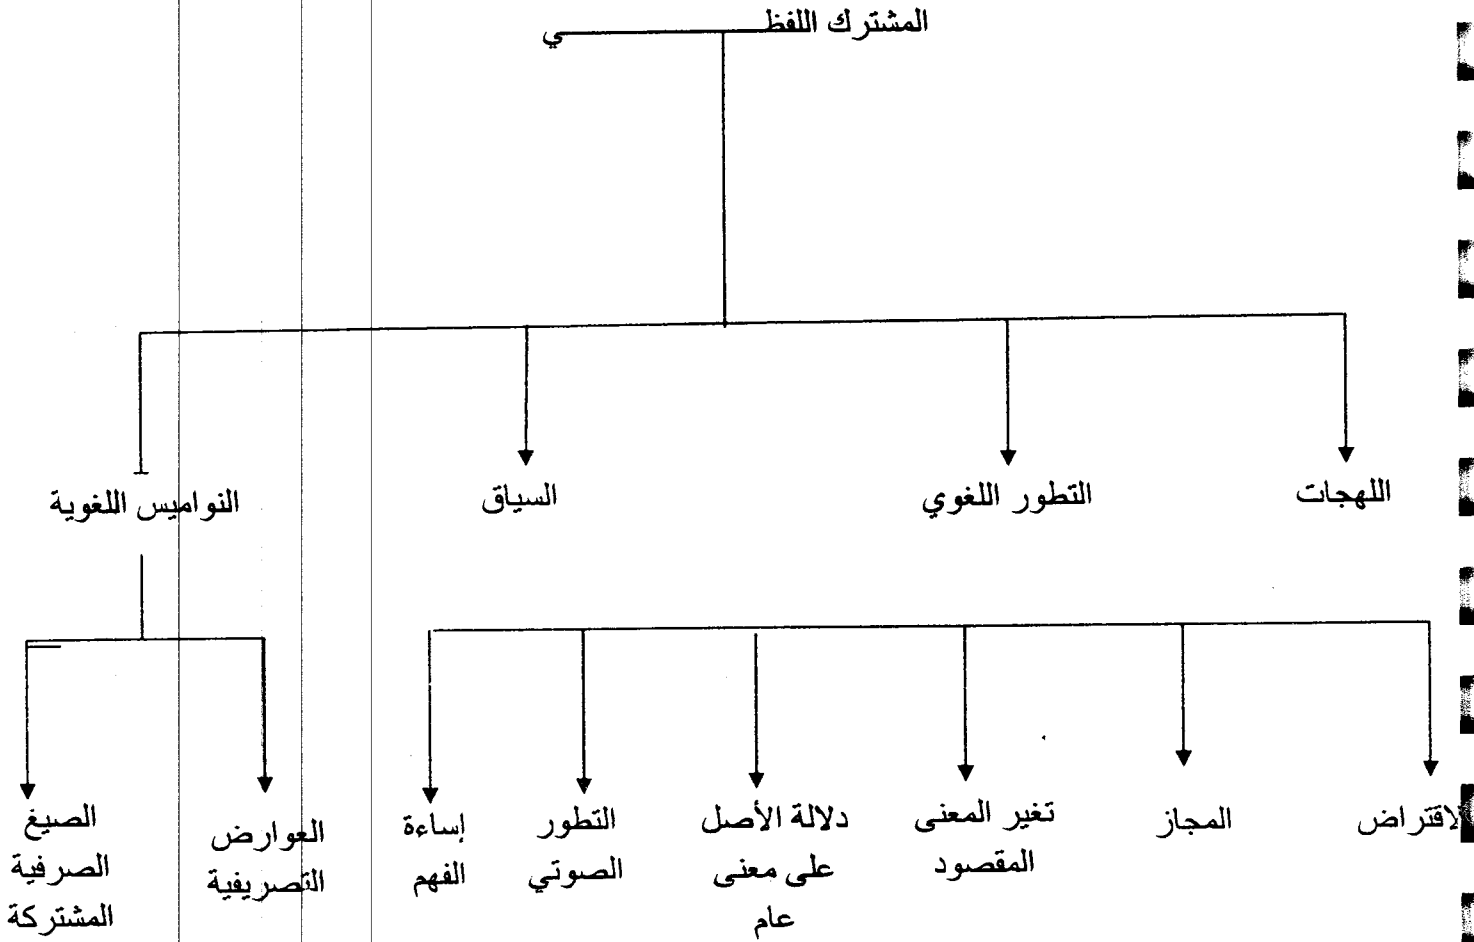 المشترك اللفظي
اللهجات
التطور اللغوي
السياق
النواميس اللغوية
الاقتراض
المجاز
تغير المعنى
المقصود
دلالة الأصل
على معنى
عام
التطور
الصوتي
إساءة
الفهم
العوارض
التصريفية
الصيغ
الصرفية
المشتركة